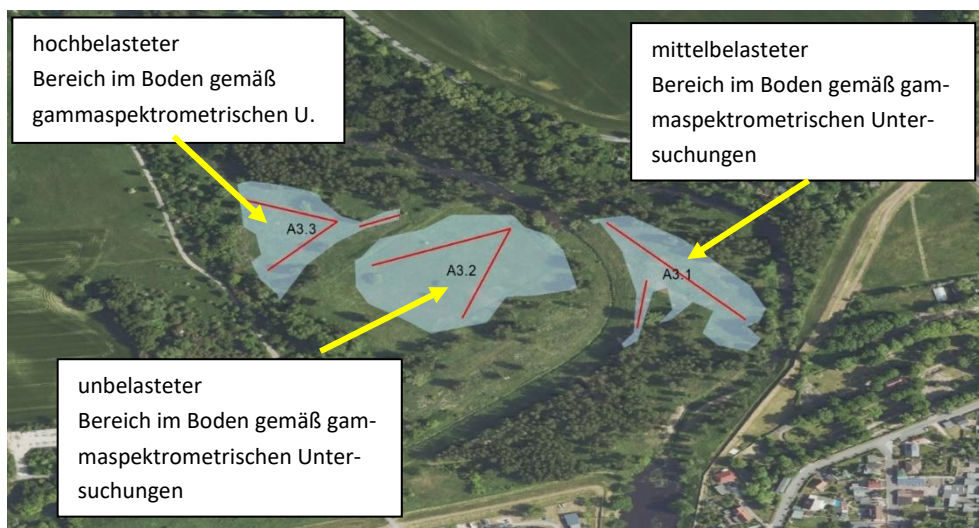 hochbelasteter
Bereich im Boden gemäß
gammaspektrometrischen U.
mittelbelasteter
Bereich im Boden gemäß gam-
maspektrometrischen Unter-
suchungen
A3.3
A3.2
A3.1
unbelasteter
Bereich im Boden gemäß gam-
maspektrometrischen Unter-
suchungen